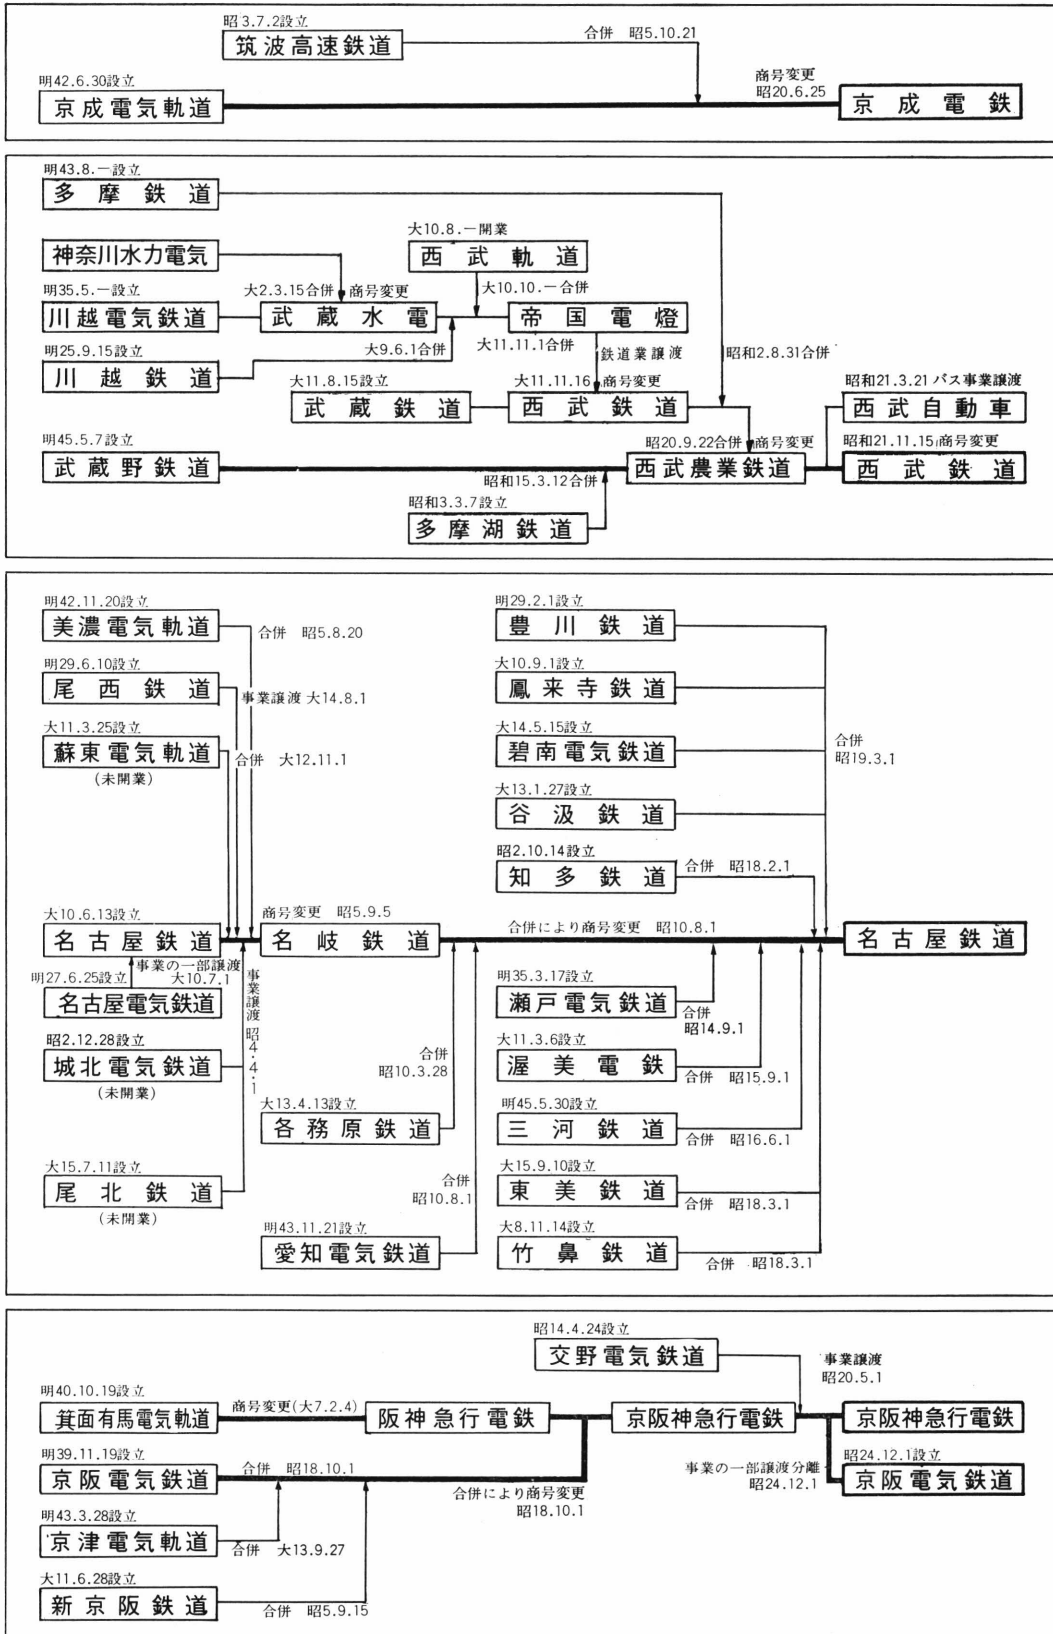 昭3.7.2設立
筑波高速鉄道
合併 昭5.10.21
明42.6.30設立
京成電気軌道
商号変更
昭20.6.25
京成電鉄
明43.8.―設立
多摩鉄道
神奈川水力電気
大10.8.―開業
西武軌道
明35.5.―設立
川越電気鉄道
大2.3.15合併 商号変更
武蔵水電
大10.10.―合併
帝国電燈
明25.9.15設立
川越鉄道
大9.6.1合併
大11.11.1合併
鉄道業譲渡
昭和2.8.31合併
大11.8.15設立
武蔵鉄道
大11.11.16 商号変更
西武鉄道
昭和21.3.21 バス事業譲渡
西武自動車
明45.5.7設立
武蔵野鉄道
昭20.9.22合併 商号変更
西武農業鉄道
昭和21.11.15 商号変更
西武鉄道
昭和15.3.12合併
昭和3.3.7設立
多摩湖鉄道
明42.11.20設立
美濃電気軌道
合併 昭5.8.20
明29.6.10設立
尾西鉄道
事業譲渡 大14.8.1
大11.3.25設立
蘇東電気軌道
(未開業)
合併 大12.11.1
明29.2.1設立
豊川鉄道
大10.9.1設立
鳳来寺鉄道
大14.5.15設立
碧南電気鉄道
大13.1.27設立
谷汲鉄道
合併
昭19.3.1
昭2.10.14設立
知多鉄道
合併 昭18.2.1
大10.6.13設立
名古屋鉄道
商号変更 昭5.9.5
名岐鉄道
合併により商号変更 昭10.8.1
名古屋鉄道
事業の一部譲渡
大10.7.1
明27.6.25設立
名古屋電気鉄道
事業譲渡 昭4・4・1
昭2.12.28設立
城北電気鉄道
(未開業)
大15.7.11設立
尾北鉄道
(未開業)
合併
昭10.3.28
大13.4.13設立
各務原鉄道
合併
昭10.8.1
明43.11.21設立
愛知電気鉄道
明35.3.17設立
瀬戸電気鉄道
合併
昭14.9.1
大11.3.6設立
渥美電鉄
合併 昭15.9.1
明45.5.30設立
三河鉄道
合併 昭16.6.1
大15.9.10設立
東美鉄道
合併 昭18.3.1
大8.11.14設立
竹鼻鉄道
合併 昭18.3.1
昭14.4.24設立
交野電気鉄道
事業譲渡
昭20.5.1
明40.10.19設立
箕面有馬電気軌道
商号変更(大7.2.4)
阪神急行電鉄
京阪神急行電鉄
京阪神急行電鉄
明39.11.19設立
京阪電気鉄道
合併 昭18.10.1
合併により商号変更
昭18.10.1
事業の一部譲渡分離
昭24.12.1
昭24.12.1設立
京阪電気鉄道
明43.3.28設立
京津電気軌道
合併 大13.9.27
大11.6.28設立
新京阪鉄道
合併 昭5.9.15